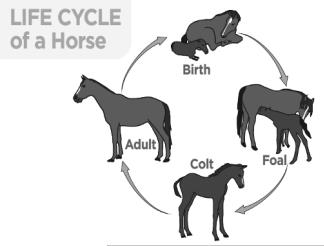 LIFE CYCLE
of a Horse
Birth
Foal
Colt
Adult